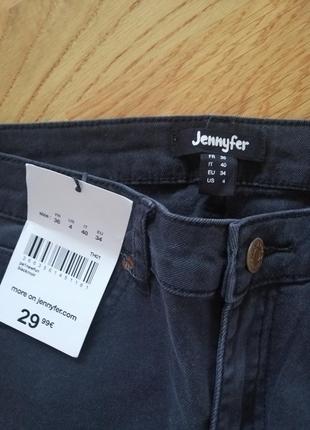 Jennyfer
FR 36
IT 40
EU 34
US 4
FR US IT EU
36 4 40 34
TH01
more on jennyfer.com
29,99€